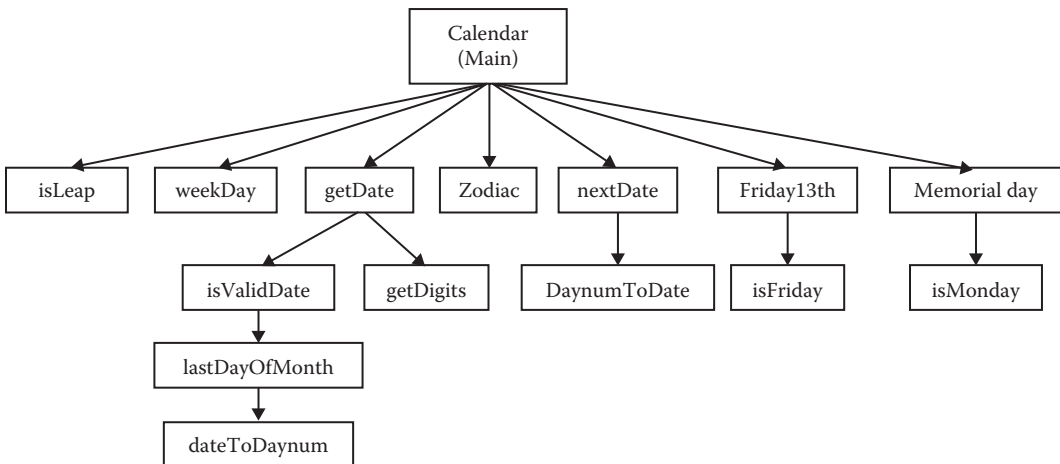 Calendar
(Main)
isLeap
weekDay
getDate
Zodiac
nextDate
Friday13th
Memorial day
isValidDate
getDigits
DaynumToDate
isFriday
isMonday
lastDayOfMonth
dateToDaynum